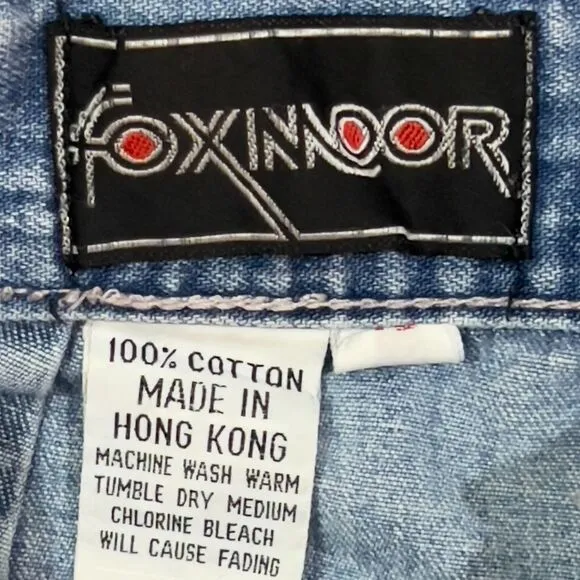 FOXMOOR
100% COTTON
MADE IN
HONG KONG
MACHINE WASH WARM
TUMBLE DRY MEDIUM
CHLORINE BLEACH
WILL CAUSE FADING